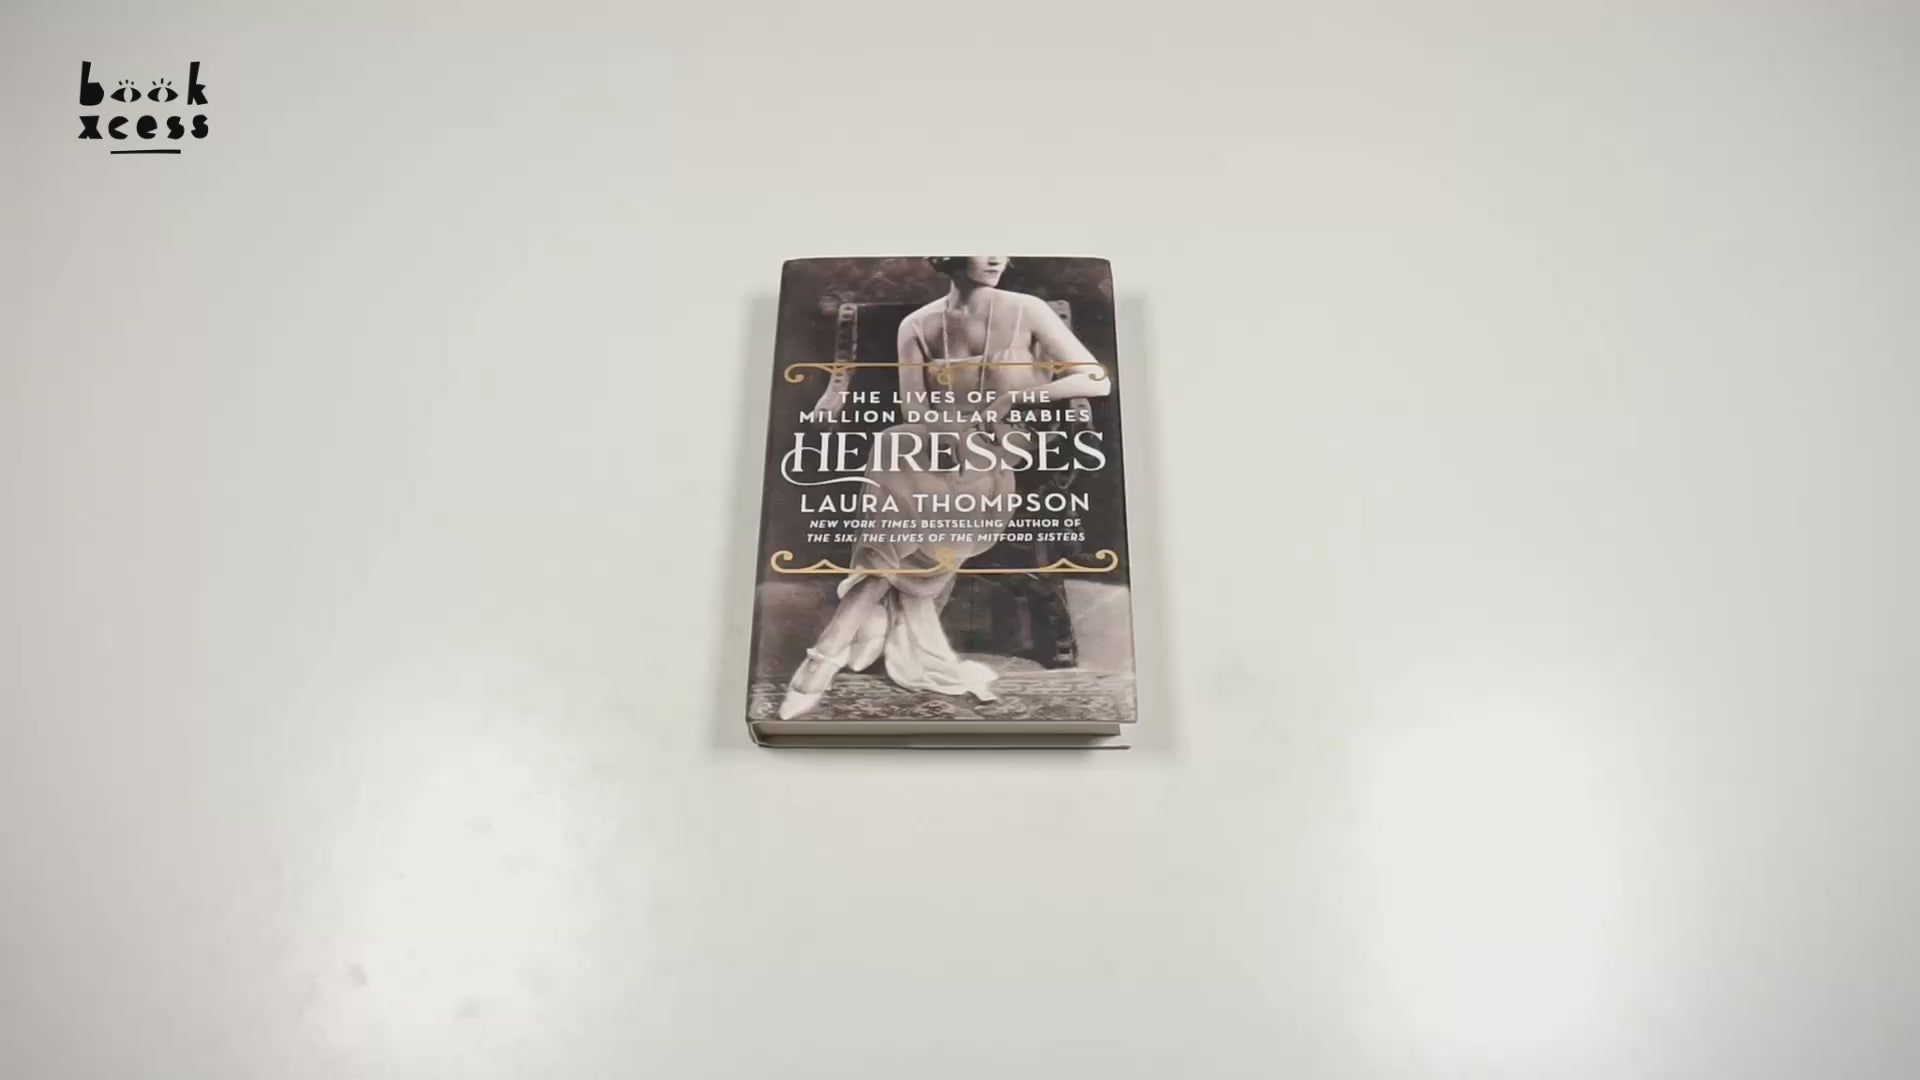 book
xcess
THE LIVES OF THE
MILLION DOLLAR BABIES
HEIRESSES
LAURA THOMPSON
NEW YORK TIMES BESTSELLING AUTHOR OF
THE SIX: THE LIVES OF THE MITFORD SISTERS